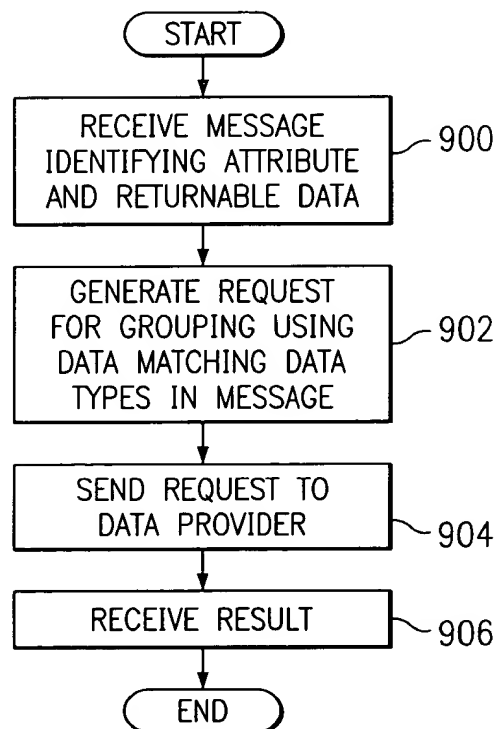 START
RECEIVE MESSAGE
IDENTIFYING ATTRIBUTE
AND RETURNABLE DATA
900
GENERATE REQUEST
FOR GROUPING USING
DATA MATCHING DATA
TYPES IN MESSAGE
902
SEND REQUEST TO
DATA PROVIDER
904
RECEIVE RESULT
906
END